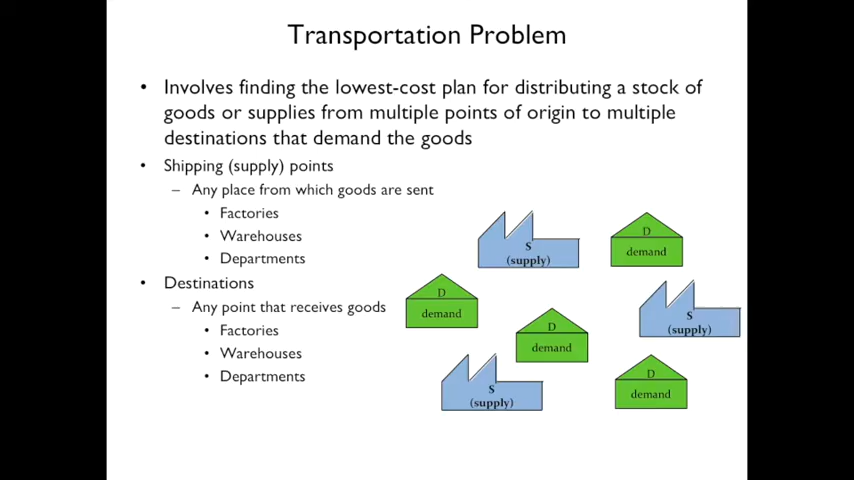 Transportation Problem
• Involves finding the lowest-cost plan for distributing a stock of
goods or supplies from multiple points of origin to multiple
destinations that demand the goods
• Shipping (supply) points
– Any place from which goods are sent
• Factories
• Warehouses
• Departments
• Destinations
– Any point that receives goods
• Factories
• Warehouses
• Departments
S
(supply)
D
demand
D
demand
D
demand
S
(supply)
S
(supply)
D
demand